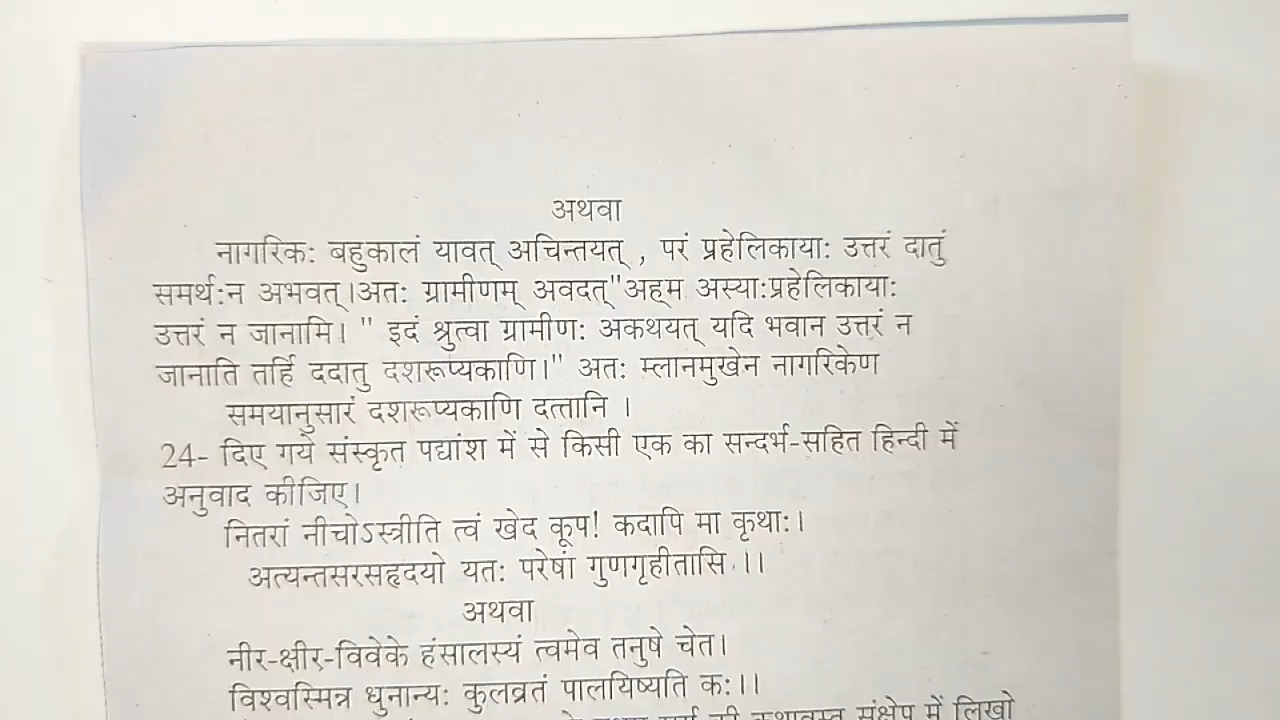 अथवा
नागरिकः बहुकालं यावत् अचिन्तयत् , परं प्रहेलिकायाः उत्तरं दातुं
समर्थःन अभवत्।अतः ग्रामीणम् अवदत्"अह्म अस्याःप्रहेलिकायाः
उत्तरं न जानामि। " इदं श्रुत्वा ग्रामीणः अकथयत् यदि भवान उत्तरं न
जानाति तर्हि ददातु दशरूप्यकाणि।" अतः म्लानमुखेन नागरिकेण
समयानुसारं दशरूप्यकाणि दत्तानि ।
24- दिए गये संस्कृत पद्यांश में से किसी एक का सन्दर्भ-सहित हिन्दी में
अनुवाद कीजिए।
नितरां नीचोऽस्त्रीति त्वं खेद कूप! कदापि मा कृथाः।
अत्यन्तसरसहृदयो यतः परेषां गुणगृहीतासि ।।
अथवा
नीर-क्षीर-विवेके हंसालस्यं त्वमेव तनुषे चेत।
विश्वस्मिन्र धुनान्यः कुलव्रतं पालयिष्यति कः।।
संक्षेप में लिखो